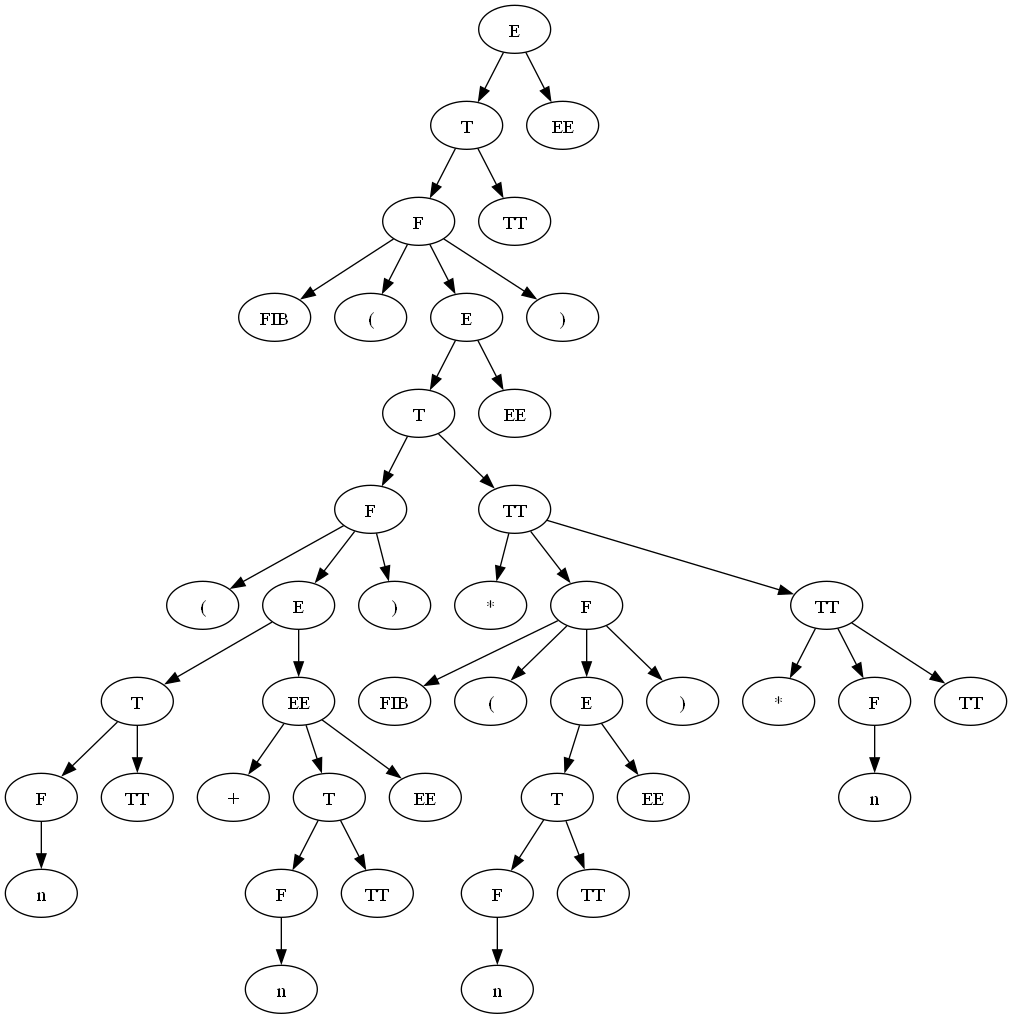 E
T EE
F TT
FIB ( E )
T EE
F TT
( E ) * F TT
T EE FIB ( E ) * F TT
F TT + T EE T EE n
n F TT F TT
n n